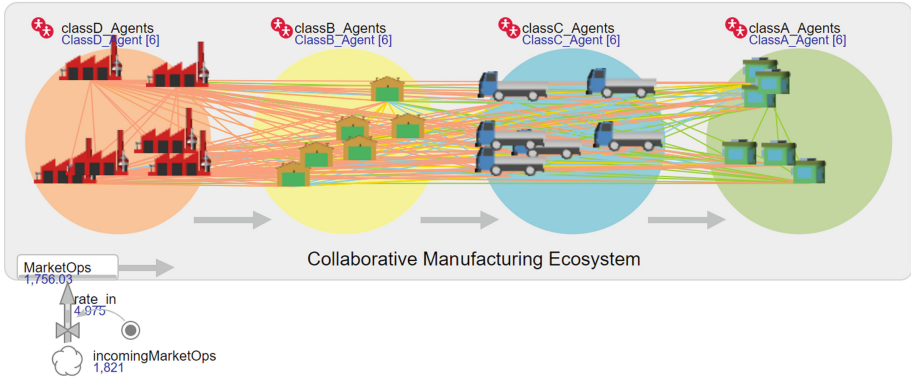 classD_Agents
ClassD_Agent [6]
classB_Agents
ClassB_Agent [6]
classC_Agents
ClassC_Agent [6]
classA_Agents
ClassA_Agent [6]
Collaborative Manufacturing Ecosystem
MarketOps
1,756.03
rate_in
4.975
incomingMarketOps
1,821